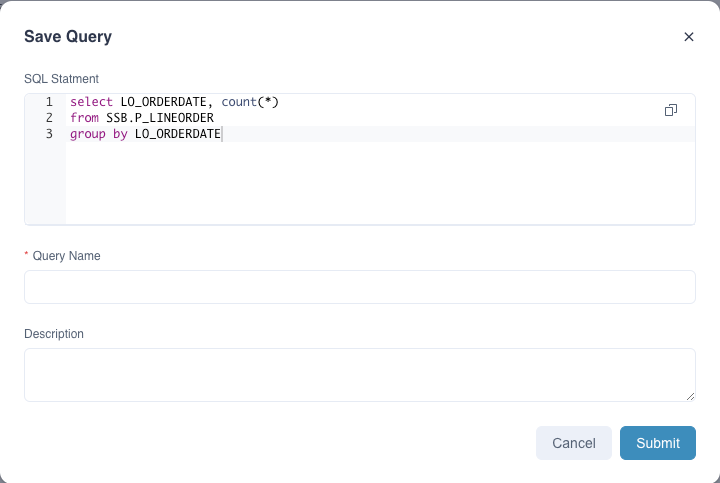 Save Query
SQL Statment
1 select LO_ORDERDATE, count(*)
2 from SSB.P_LINEORDER
3 group by LO_ORDERDATE
* Query Name
Description
Cancel Submit